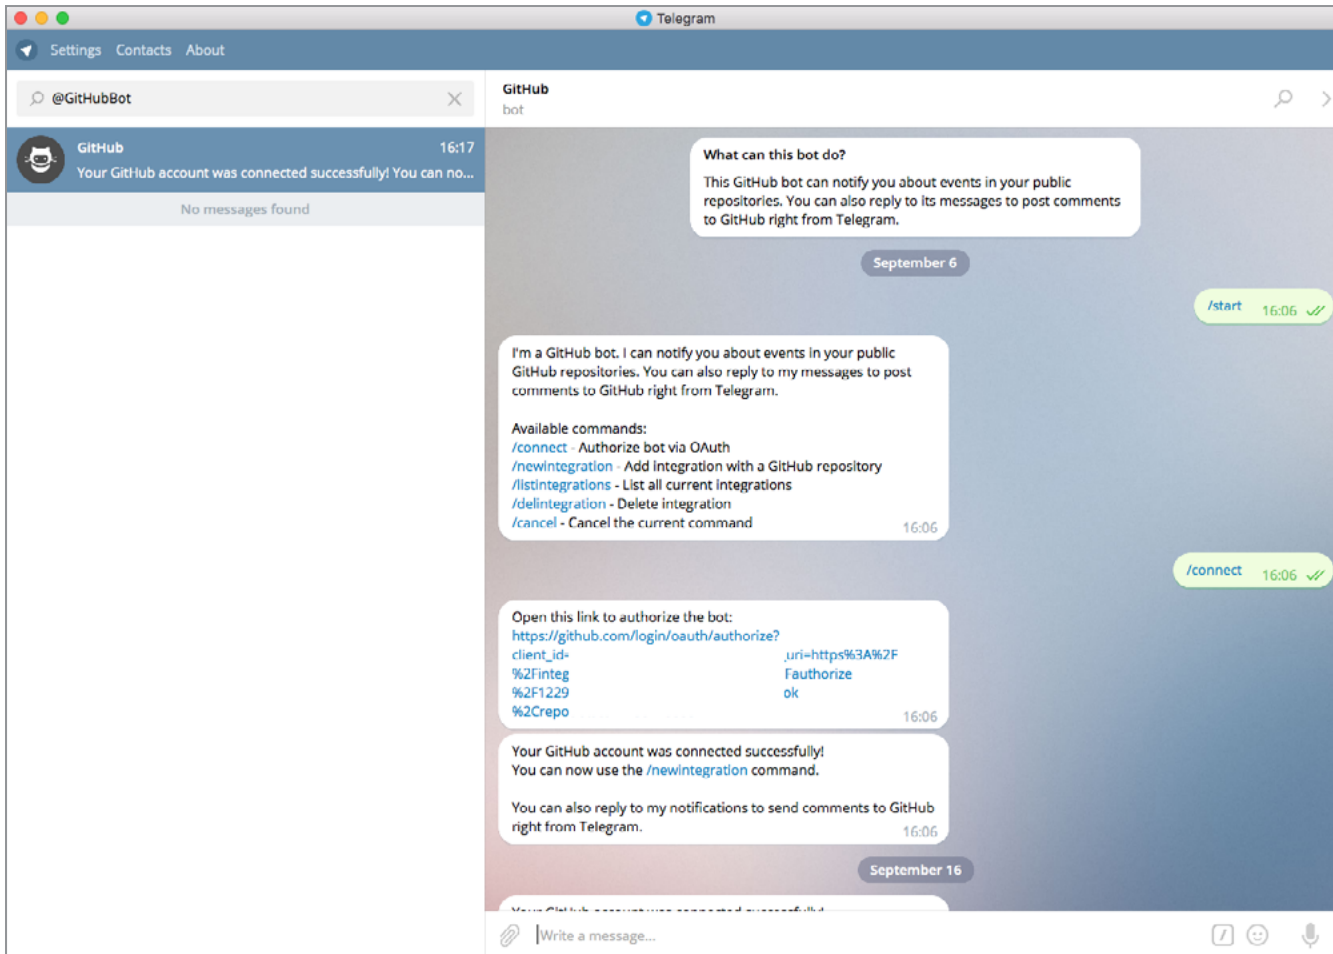 Telegram
Settings Contacts About
@GitHubBot
GitHub 16:17
Your GitHub account was connected successfully! You can no...
No messages found
GitHub
bot
What can this bot do?
This GitHub bot can notify you about events in your public
repositories. You can also reply to its messages to post comments
to GitHub right from Telegram.
September 6
/start 16:06
I'm a GitHub bot. I can notify you about events in your public
GitHub repositories. You can also reply to my messages to post
comments to GitHub right from Telegram.
Available commands:
/connect - Authorize bot via OAuth
/newintegration - Add integration with a GitHub repository
/listintegrations - List all current integrations
/delintegration - Delete integration
/cancel - Cancel the current command
16:06
/connect 16:06
Open this link to authorize the bot:
https://github.com/login/oauth/authorize?
client_id= _uri=https%3A%2F
%2Finteg Fauthorize
%2F1229 ok
%2Crepo
16:06
Your GitHub account was connected successfully!
You can now use the /newintegration command.
You can also reply to my notifications to send comments to GitHub
right from Telegram.
16:06
September 16
Your GitHub account was connected successfully!
Write a message...